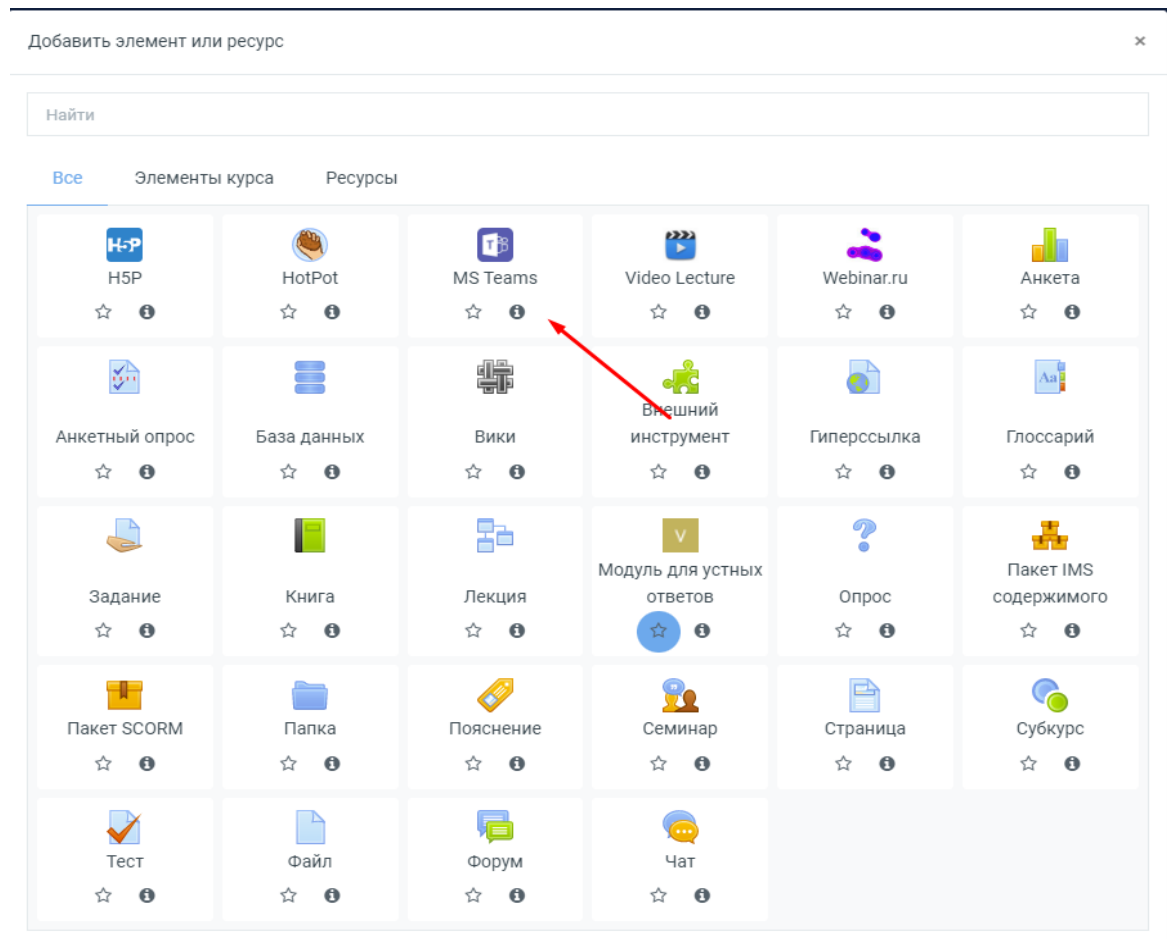 Добавить элемент или ресурс ×
Найти
Все Элементы курса Ресурсы
H5P HotPot MS Teams Video Lecture Webinar.ru Анкета
Анкетный опрос База данных Вики Внешний инструмент Гиперссылка Глоссарий
Задание Книга Лекция Модуль для устных ответов Опрос Пакет IMS содержимого
Пакет SCORM Папка Пояснение Семинар Страница Субкурс
Тест Файл Форум Чат